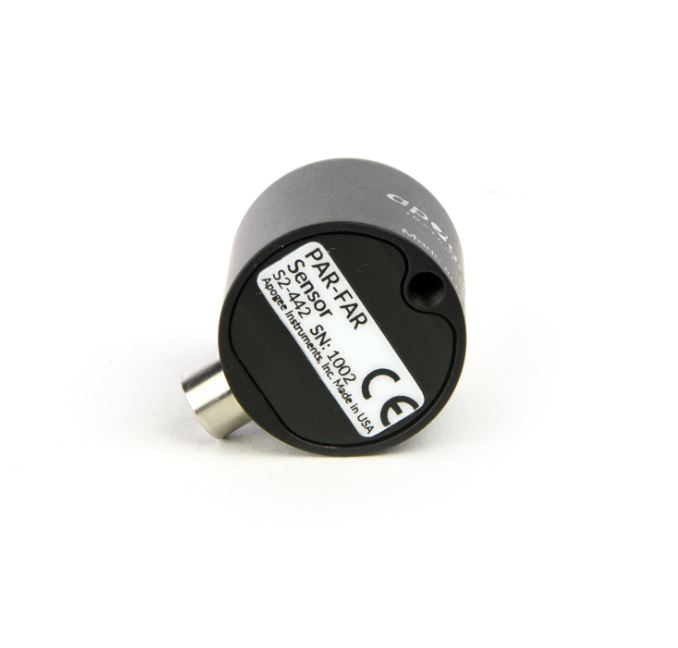 PAR-FAR
Sensor
S2-442 SN: 1002
Apogee Instruments, Inc. Made in USA
CE